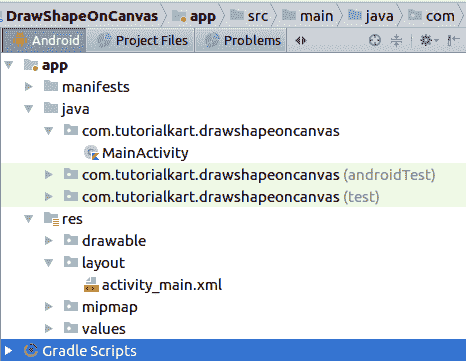 DrawShapeOnCanvas app src main java com
Android Project Files Problems
app
manifests
java
com.tutorialkart.drawshapeoncanvas
MainActivity
com.tutorialkart.drawshapeoncanvas (androidTest)
com.tutorialkart.drawshapeoncanvas (test)
res
drawable
layout
activity_main.xml
mipmap
values
Gradle Scripts